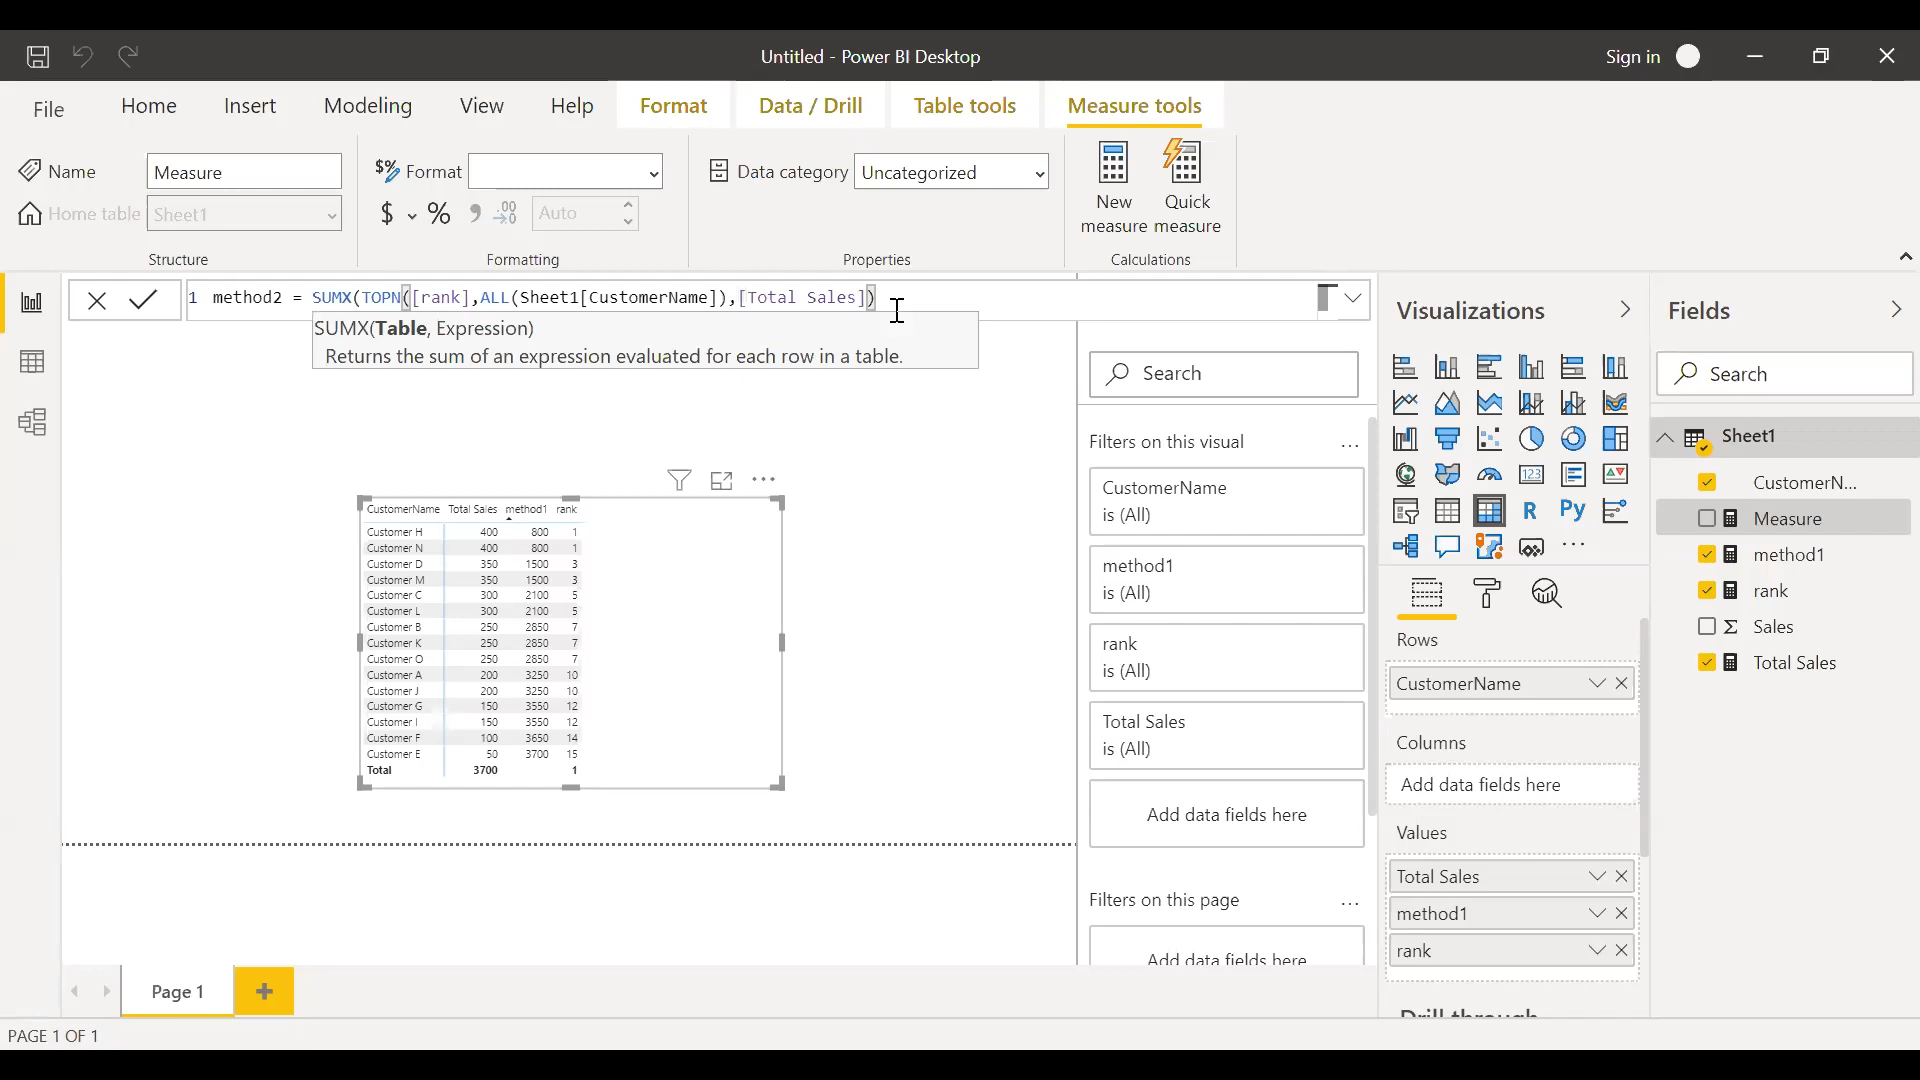 Untitled - Power BI Desktop
Sign in
File Home Insert Modeling View Help Format Data / Drill Table tools Measure tools
Name Measure
Home table Sheet1
Structure
$% Format
$ % 9 .00 →0 Auto
Formatting
Data category Uncategorized
Properties
New measure
Quick measure
Calculations
1 method2 = SUMX(TOPN([rank],ALL(Sheet1[CustomerName]),[Total Sales])
SUMX(Table, Expression)
Returns the sum of an expression evaluated for each row in a table.
CustomerName Total Sales method1 rank
Customer H 400 800 1
Customer N 400 800 1
Customer D 350 1500 3
Customer M 350 1500 3
Customer C 300 2100 5
Customer L 300 2100 5
Customer B 250 2850 7
Customer K 250 2850 7
Customer O 250 2850 7
Customer A 200 3250 10
Customer J 200 3250 10
Customer G 150 3550 12
Customer I 150 3550 12
Customer F 100 3650 14
Customer E 50 3700 15
Total 3700 1
Search
Filters on this visual ...
CustomerName
is (All)
method1
is (All)
rank
is (All)
Total Sales
is (All)
Add data fields here
Filters on this page ...
Add data fields here
Visualizations
123
R Py
...
Rows
CustomerName
Columns
Add data fields here
Values
Total Sales
method1
rank
Drill through
Fields
Search
Sheet1
CustomerN...
Measure
method1
rank
Σ Sales
Total Sales
Page 1
PAGE 1 OF 1